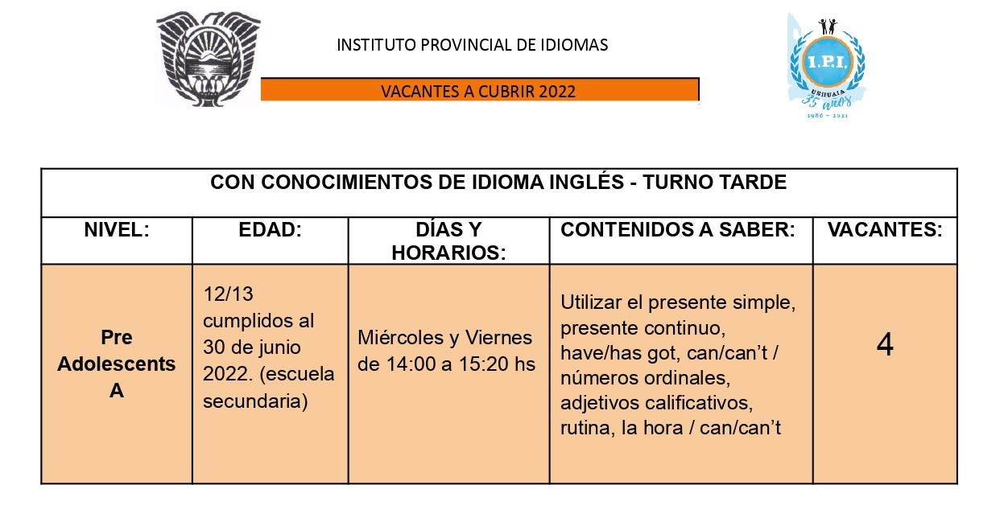 INSTITUTO PROVINCIAL DE IDIOMAS
VACANTES A CUBRIR 2022
I.P.I.
USHUAIA
35 años
1986 - 2021
CON CONOCIMIENTOS DE IDIOMA INGLÉS - TURNO TARDE
NIVEL:
EDAD:
DÍAS Y
HORARIOS:
CONTENIDOS A SABER:
VACANTES:
Pre
Adolescents
A
12/13
cumplidos al
30 de junio
2022. (escuela
secundaria)
Miércoles y Viernes
de 14:00 a 15:20 hs
Utilizar el presente simple,
presente continuo,
have/has got, can/can’t /
números ordinales,
adjetivos calificativos,
rutina, la hora / can/can’t
4